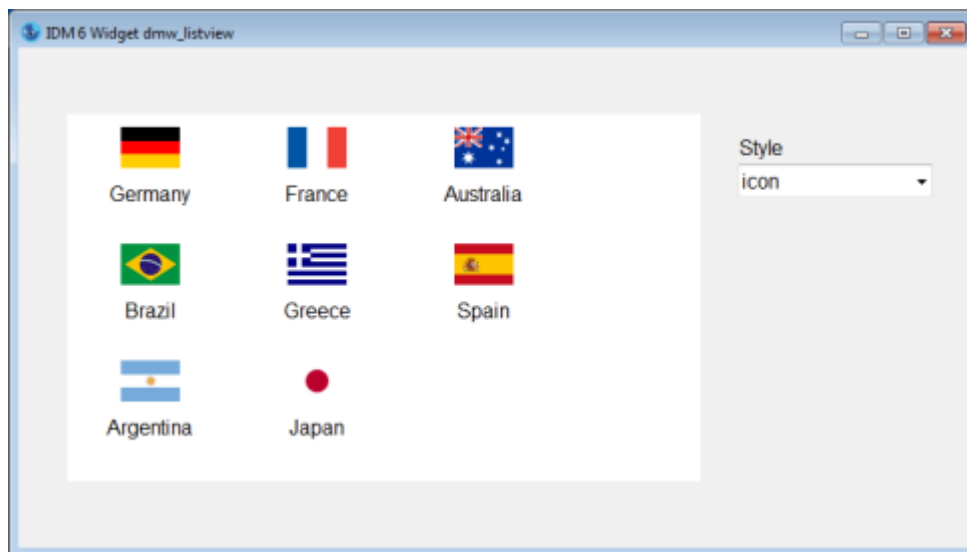 IDM 6 Widget dmw_listview
Style
icon
Germany France Australia
Brazil Greece Spain
Argentina Japan